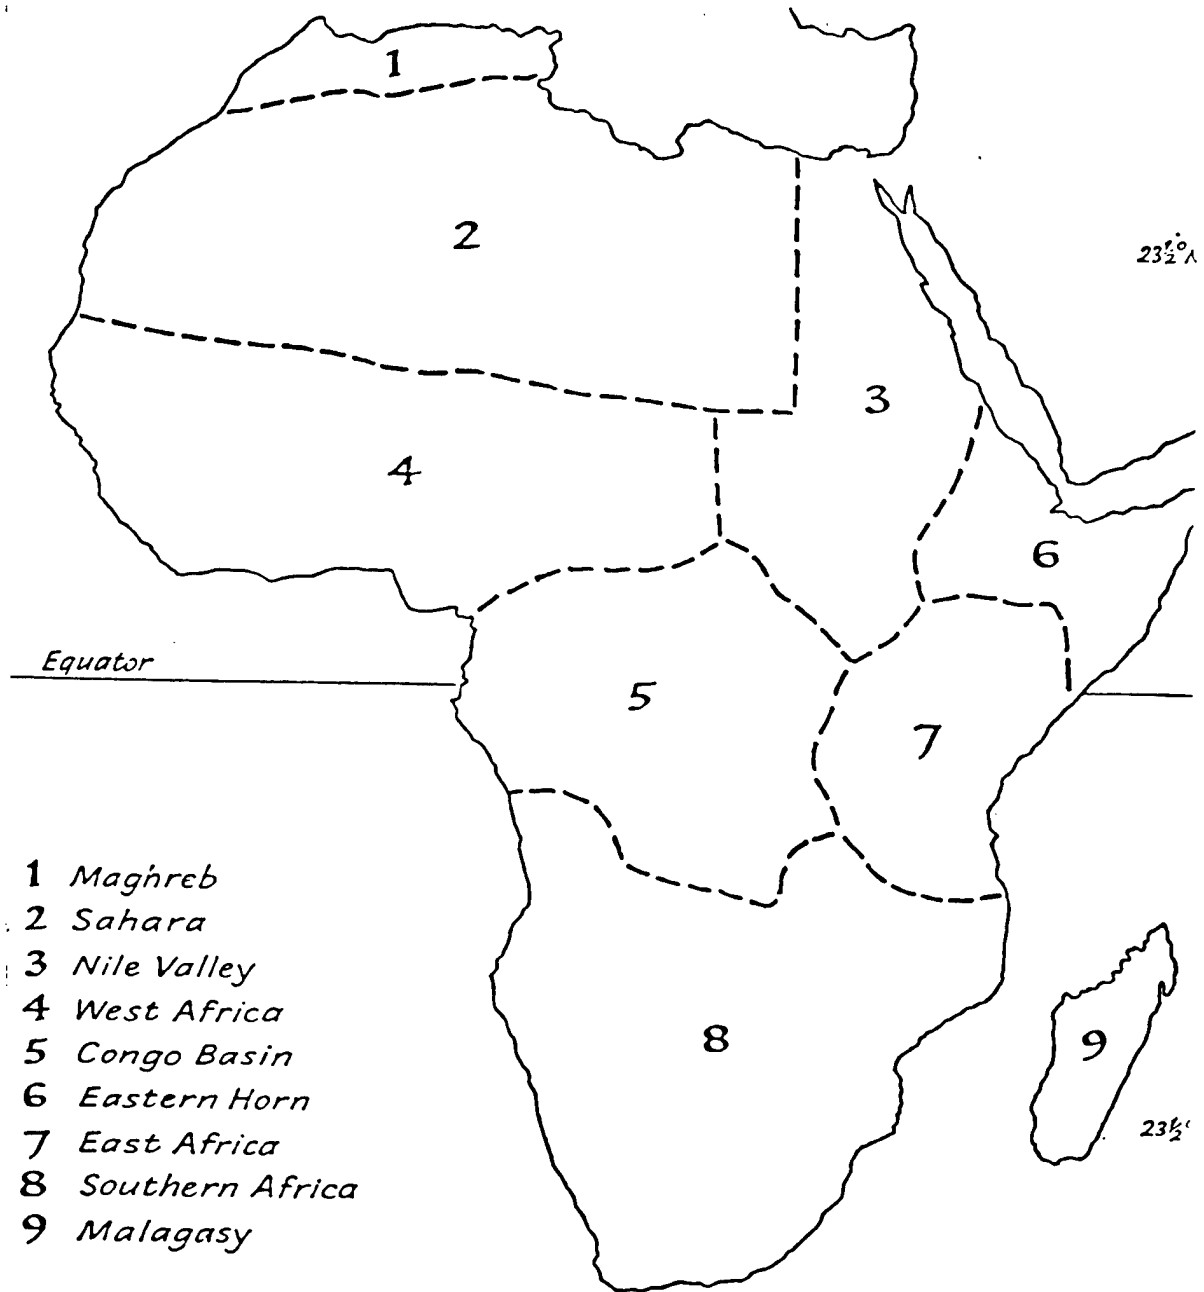 1
2
23½° N
3
4
6
Equator
5
7
1 Maghreb
2 Sahara
3 Nile Valley
4 West Africa
5 Congo Basin
6 Eastern Horn
7 East Africa
8 Southern Africa
9 Malagasy
8
9
23½°